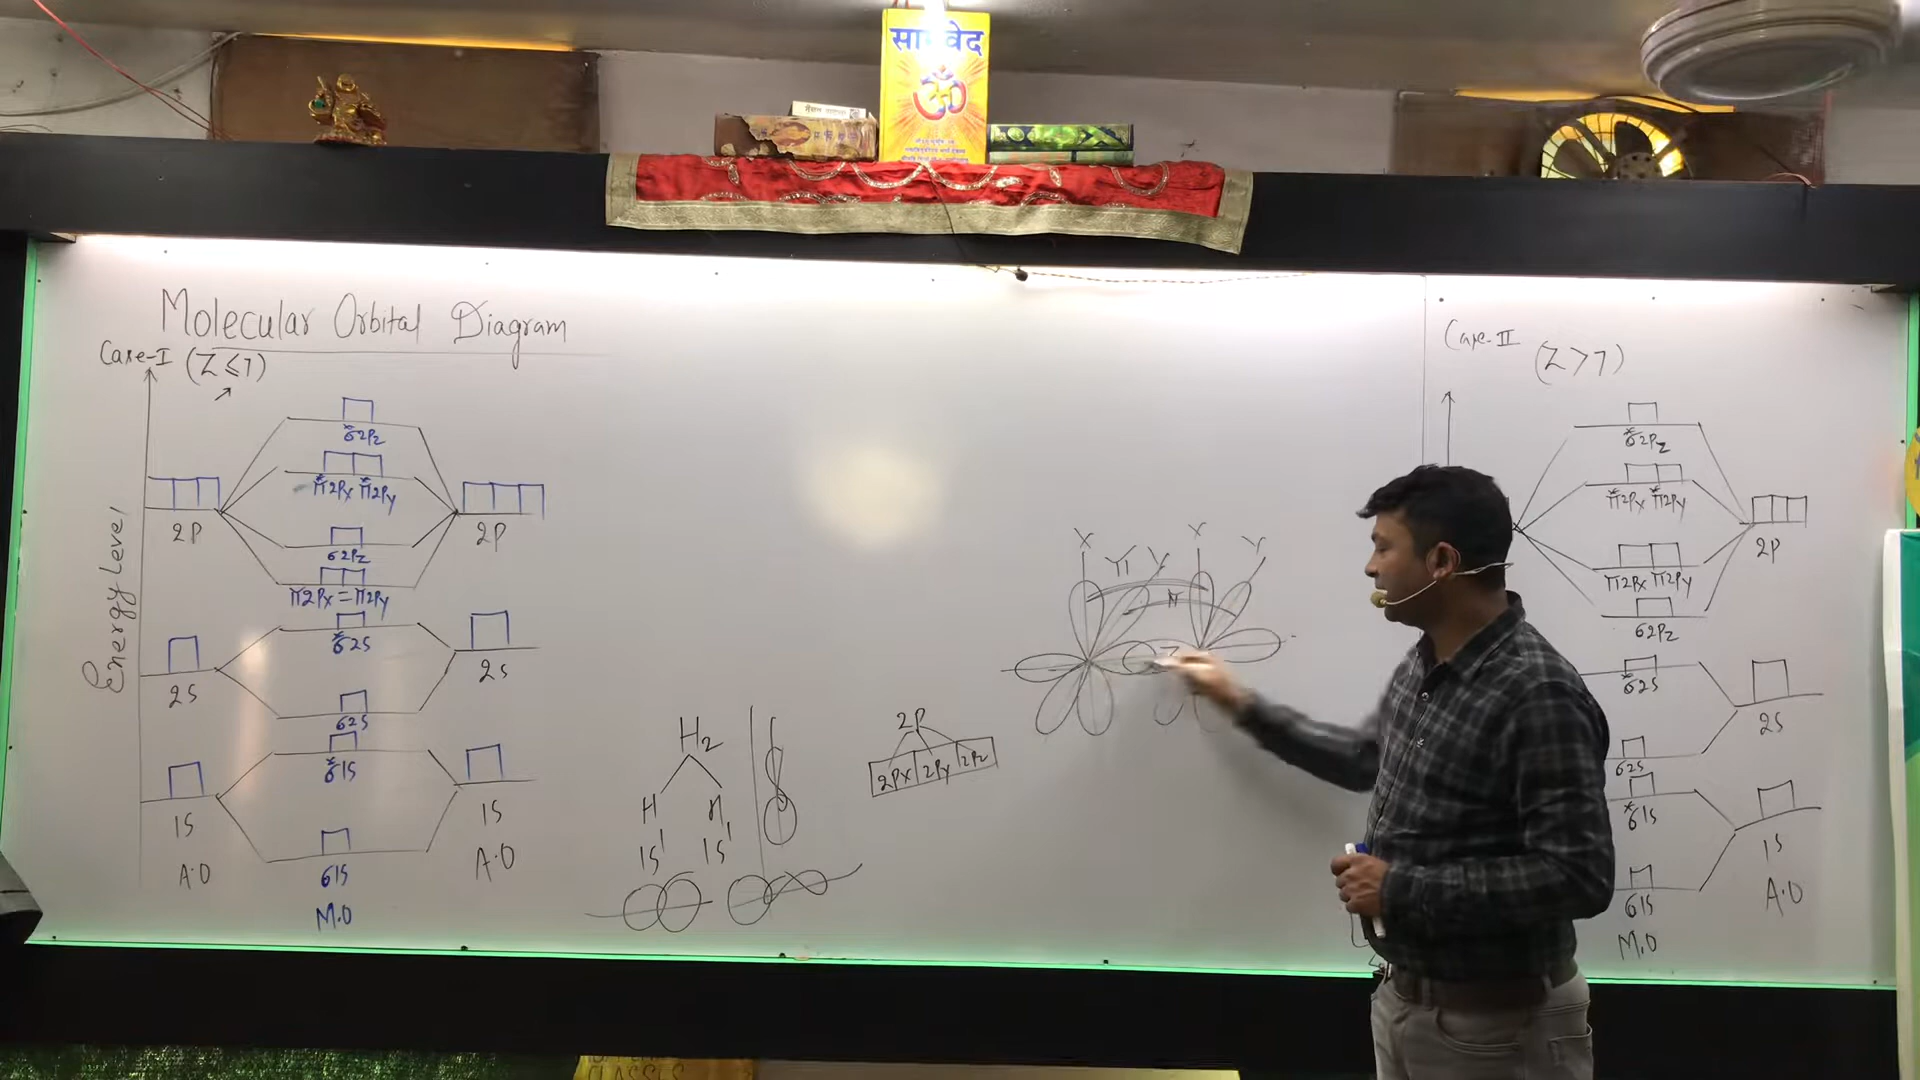 सामवेद
ॐ
Molecular Orbital Diagram
Case-I (Z ≤ 7)
Energy Level
σ*2Pz
π*2Px π*2Py
2P
2P
σ2Pz
π2Px = π2Py
σ*2S
2S
2S
σ2S
σ*1S
1S
1S
σ1S
A.O
A.O
M.O
H2
H H
1S¹ 1S¹
2P
2Px 2Py 2Pz
X π Y X Y
π
Z
Case-II
(Z > 7)
σ*2Pz
π*2Px π*2Py
2P
π2Px π2Py
σ2Pz
σ*2S
2S
σ2S
σ*1S
1S
σ1S
A.O
M.O
CLASSES